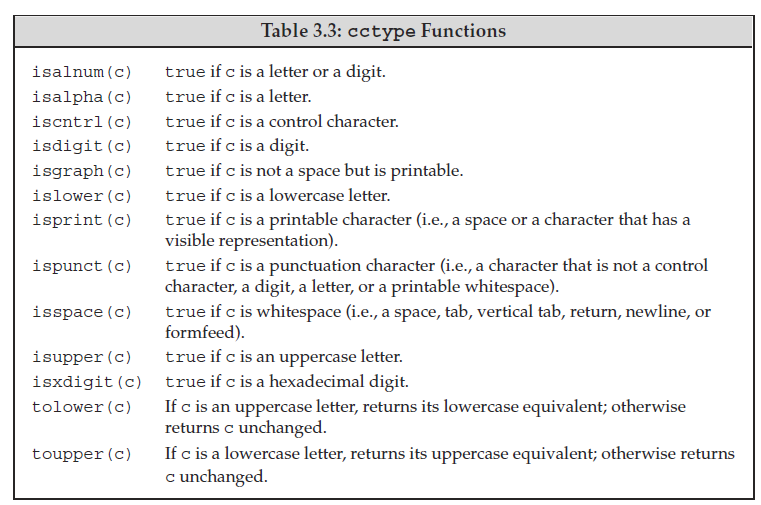 Table 3.3: cctype Functions
isalnum(c) true if c is a letter or a digit.
isalpha(c) true if c is a letter.
iscntrl(c) true if c is a control character.
isdigit(c) true if c is a digit.
isgraph(c) true if c is not a space but is printable.
islower(c) true if c is a lowercase letter.
isprint(c) true if c is a printable character (i.e., a space or a character that has a
visible representation).
ispunct(c) true if c is a punctuation character (i.e., a character that is not a control
character, a digit, a letter, or a printable whitespace).
isspace(c) true if c is whitespace (i.e., a space, tab, vertical tab, return, newline, or
formfeed).
isupper(c) true if c is an uppercase letter.
isxdigit(c) true if c is a hexadecimal digit.
tolower(c) If c is an uppercase letter, returns its lowercase equivalent; otherwise
returns c unchanged.
toupper(c) If c is a lowercase letter, returns its uppercase equivalent; otherwise returns
c unchanged.